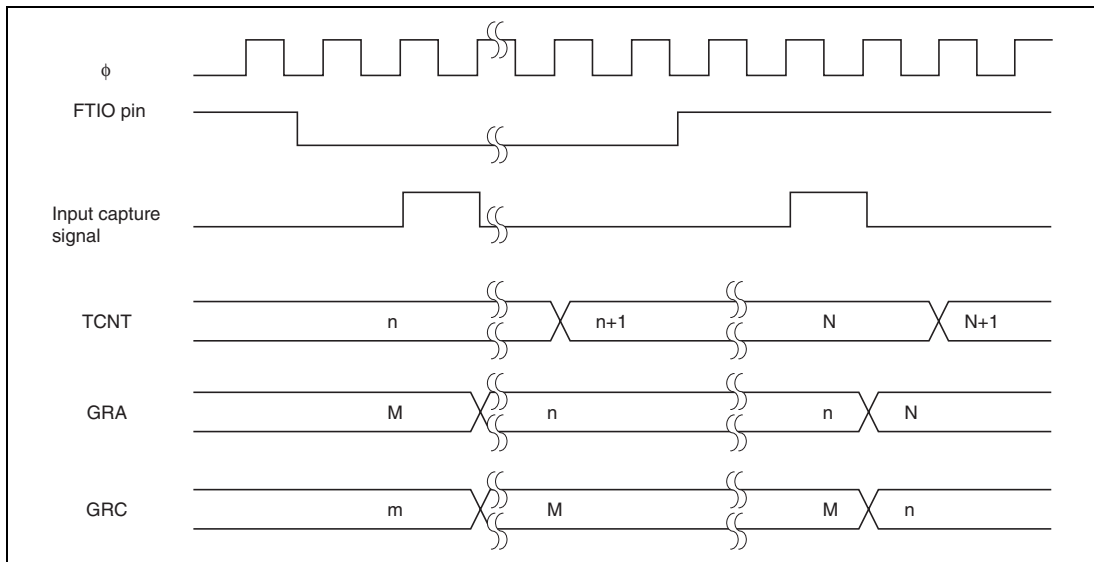 ϕ
FTIO pin
Input capture
signal
TCNT n n+1 N N+1
GRA M n n N
GRC m M M n